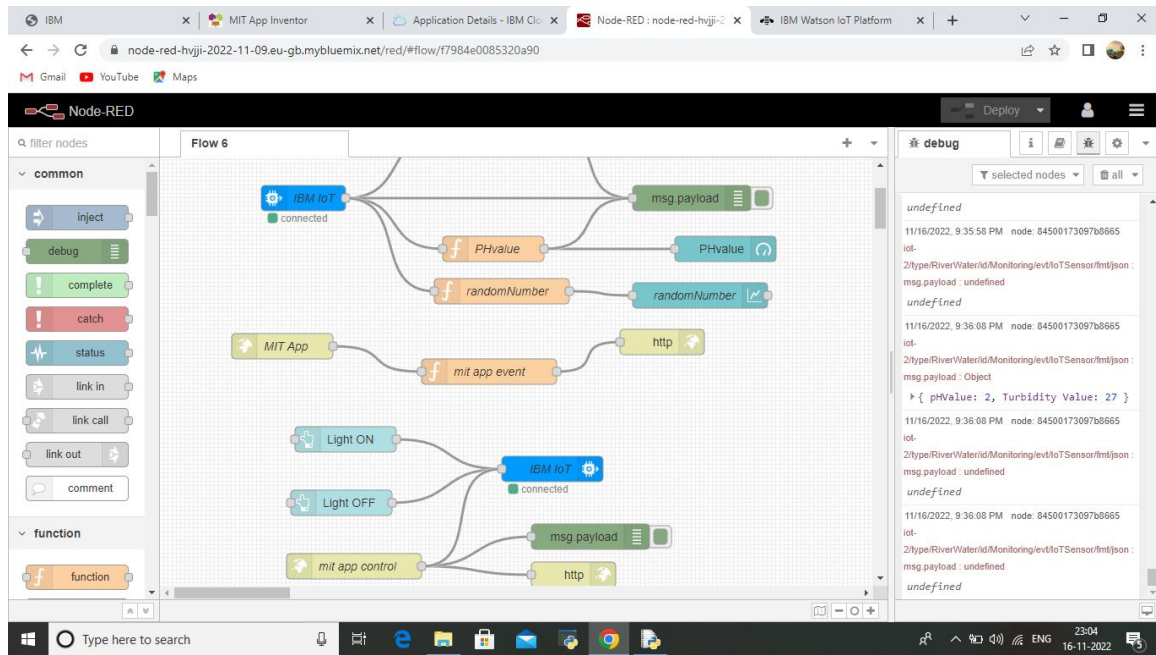 IBM
MIT App Inventor
Application Details - IBM Clo
Node-RED : node-red-hvjji-2
IBM Watson IoT Platform
node-red-hvjji-2022-11-09.eu-gb.mybluemix.net/red/#flow/f7984e0085320a90
Gmail YouTube Maps
Node-RED
Deploy
filter nodes
common
inject
debug
complete
catch
status
link in
link call
link out
comment
function
function
Flow 6
IBM IoT
connected
msg.payload
PHvalue
PHvalue
randomNumber
randomNumber
MIT App
http
mit app event
Light ON
IBM IoT
connected
Light OFF
msg.payload
mit app control
http
debug
selected nodes
all
undefined
11/16/2022, 9:35:58 PM node: 84500173097b8665
iot-
2/type/RiverWater/id/Monitoring/evt/IoTSensor/fmt/json :
msg.payload : undefined
undefined
11/16/2022, 9:36:08 PM node: 84500173097b8665
iot-
2/type/RiverWater/id/Monitoring/evt/IoTSensor/fmt/json :
msg.payload : Object
{ pHValue: 2, Turbidity Value: 27 }
11/16/2022, 9:36:08 PM node: 84500173097b8665
iot-
2/type/RiverWater/id/Monitoring/evt/IoTSensor/fmt/json :
msg.payload : undefined
undefined
11/16/2022, 9:36:08 PM node: 84500173097b8665
iot-
2/type/RiverWater/id/Monitoring/evt/IoTSensor/fmt/json :
msg.payload : undefined
undefined
Type here to search
ENG
23:04
16-11-2022
5